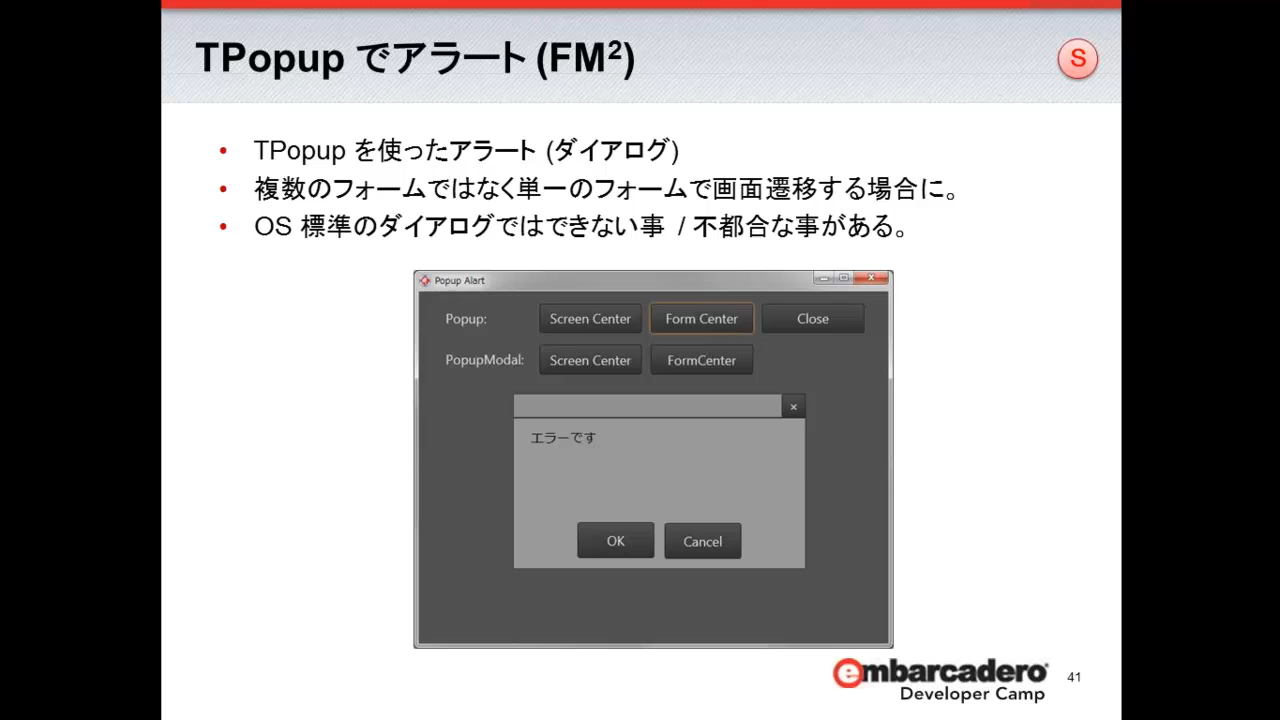 TPopup でアラート (FM²)
S
• TPopup を使ったアラート (ダイアログ)
• 複数のフォームではなく単一のフォームで画面遷移する場合に。
• OS 標準のダイアログではできない事 / 不都合な事がある。
Popup Alart
Popup: Screen Center Form Center Close
PopupModal: Screen Center FormCenter
×
エラーです
OK Cancel
embarcadero
Developer Camp
41